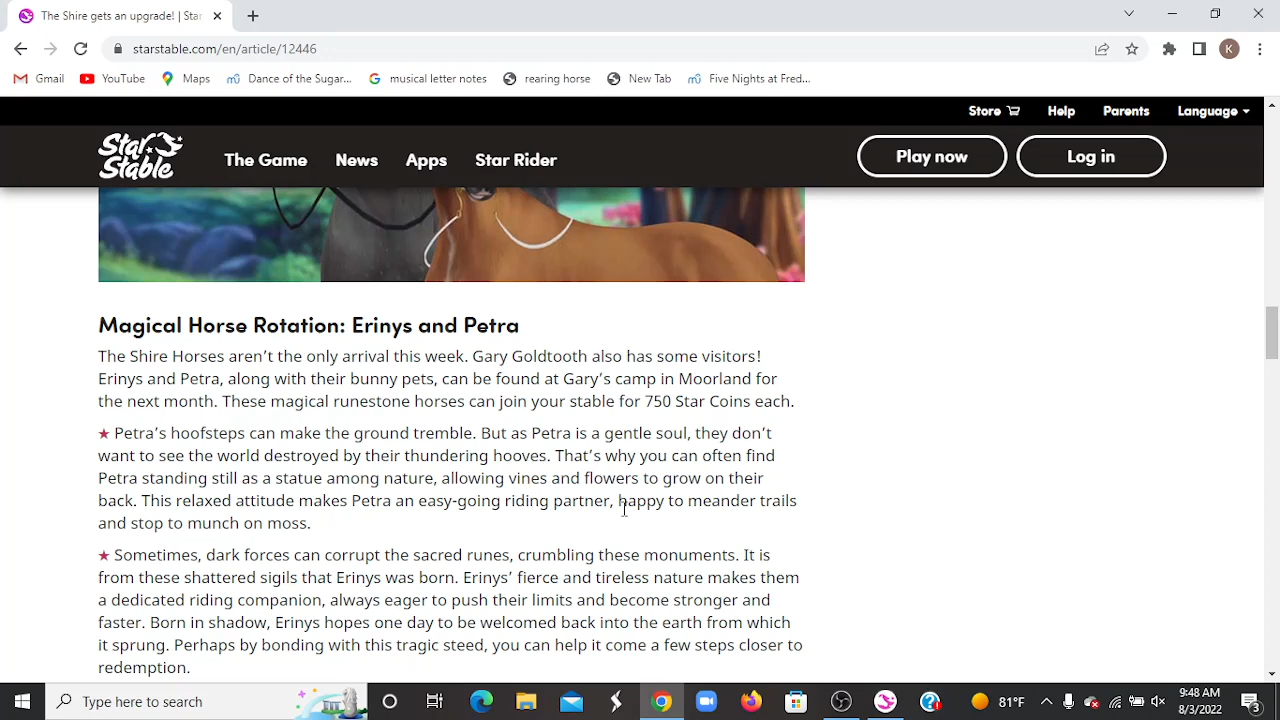 The Shire gets an upgrade! | Star
starstable.com/en/article/12446
K
Gmail
YouTube
Maps
Dance of the Sugar...
musical letter notes
rearing horse
New Tab
Five Nights at Fred...
Store
Help
Parents
Language
Star Stable
The Game
News
Apps
Star Rider
Play now
Log in
Magical Horse Rotation: Erinys and Petra
The Shire Horses aren't the only arrival this week. Gary Goldtooth also has some visitors!
Erinys and Petra, along with their bunny pets, can be found at Gary's camp in Moorland for
the next month. These magical runestone horses can join your stable for 750 Star Coins each.
★ Petra's hoofsteps can make the ground tremble. But as Petra is a gentle soul, they don't
want to see the world destroyed by their thundering hooves. That's why you can often find
Petra standing still as a statue among nature, allowing vines and flowers to grow on their
back. This relaxed attitude makes Petra an easy-going riding partner, happy to meander trails
and stop to munch on moss.
★ Sometimes, dark forces can corrupt the sacred runes, crumbling these monuments. It is
from these shattered sigils that Erinys was born. Erinys' fierce and tireless nature makes them
a dedicated riding companion, always eager to push their limits and become stronger and
faster. Born in shadow, Erinys hopes one day to be welcomed back into the earth from which
it sprung. Perhaps by bonding with this tragic steed, you can help it come a few steps closer to
redemption.
Type here to search
81°F
9:48 AM
8/3/2022
3